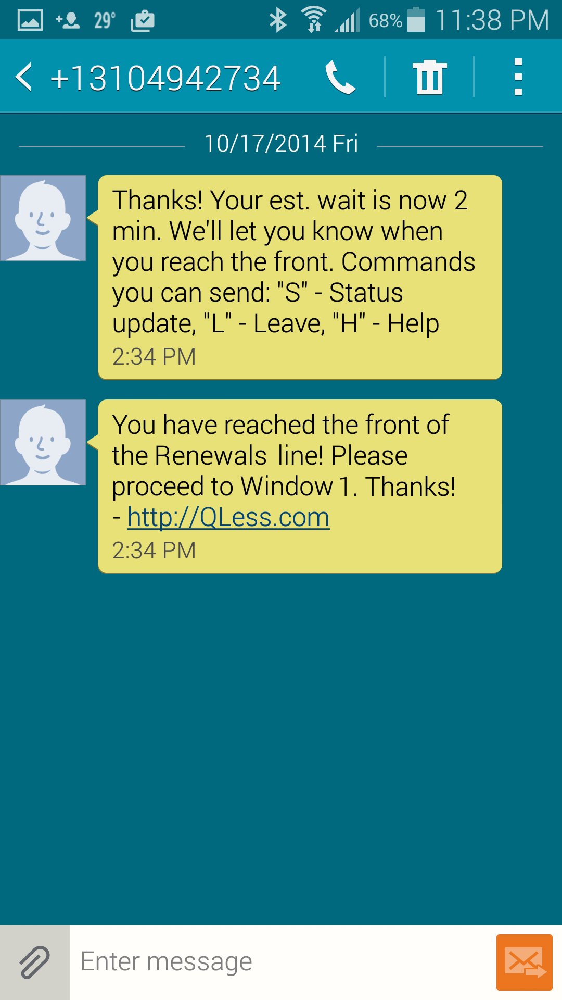 29° 68% 11:38 PM
+13104942734
10/17/2014 Fri
Thanks! Your est. wait is now 2
min. We'll let you know when
you reach the front. Commands
you can send: "S" - Status
update, "L" - Leave, "H" - Help
2:34 PM
You have reached the front of
the Renewals line! Please
proceed to Window 1. Thanks!
- http://QLess.com
2:34 PM
Enter message